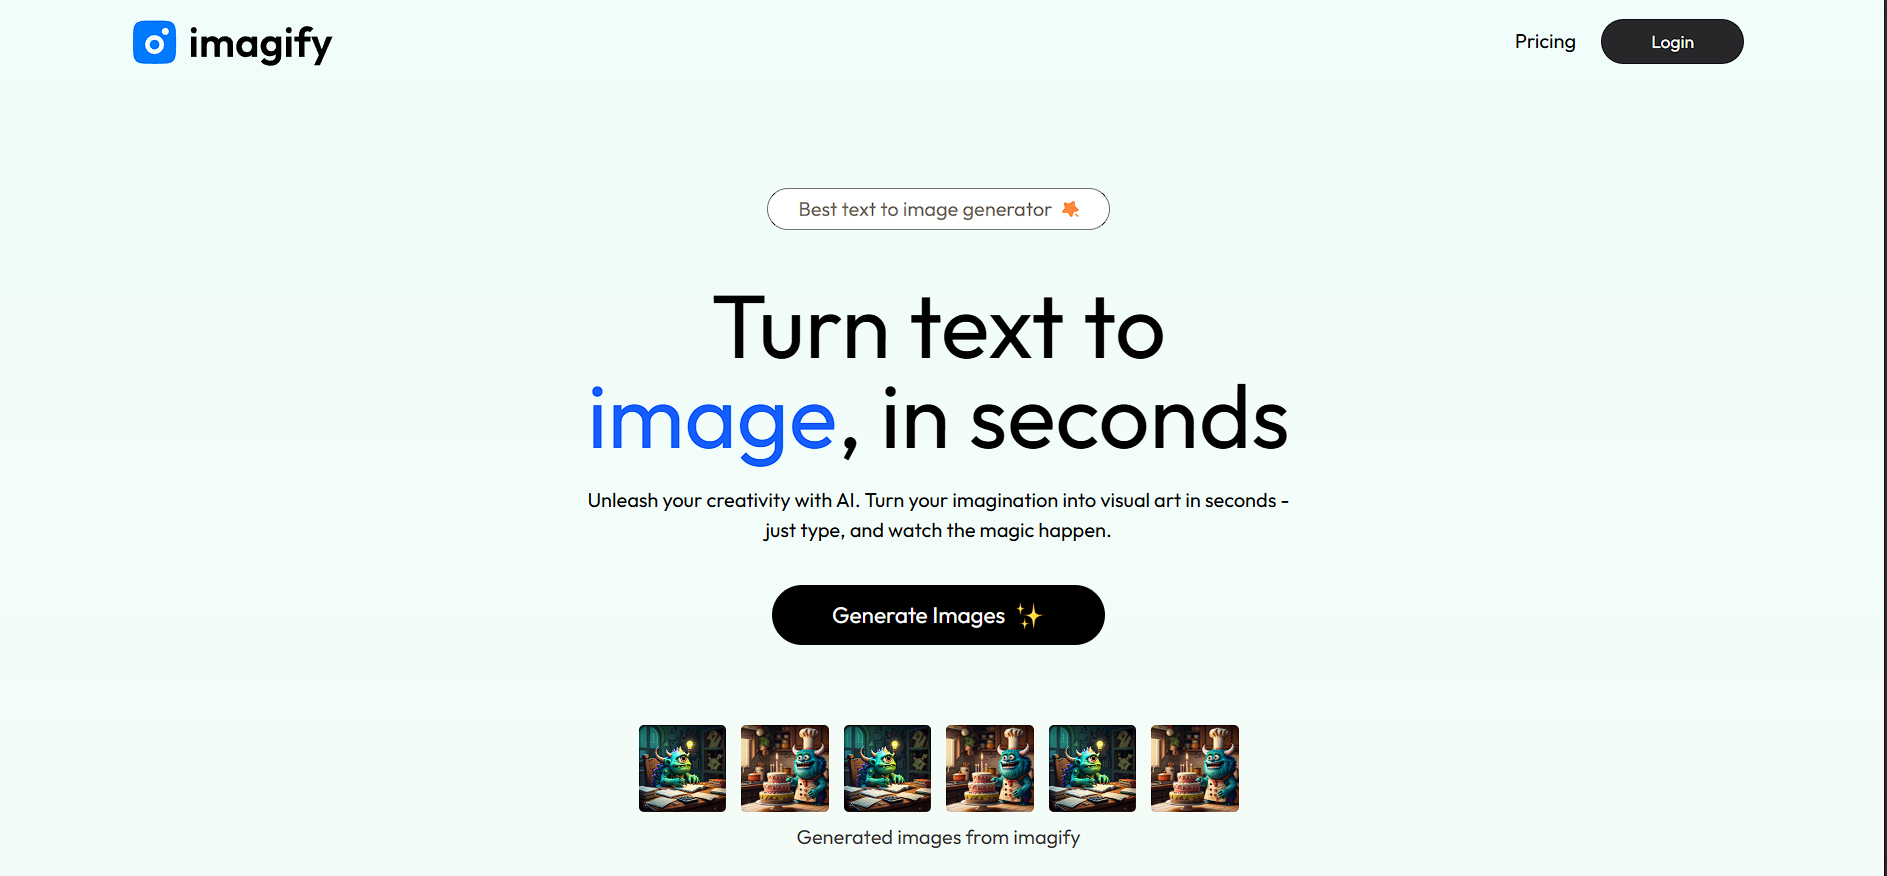 imagify
Pricing
Login
Best text to image generator
Turn text to
image, in seconds
Unleash your creativity with AI. Turn your imagination into visual art in seconds -
just type, and watch the magic happen.
Generate Images ✨
Generated images from imagify